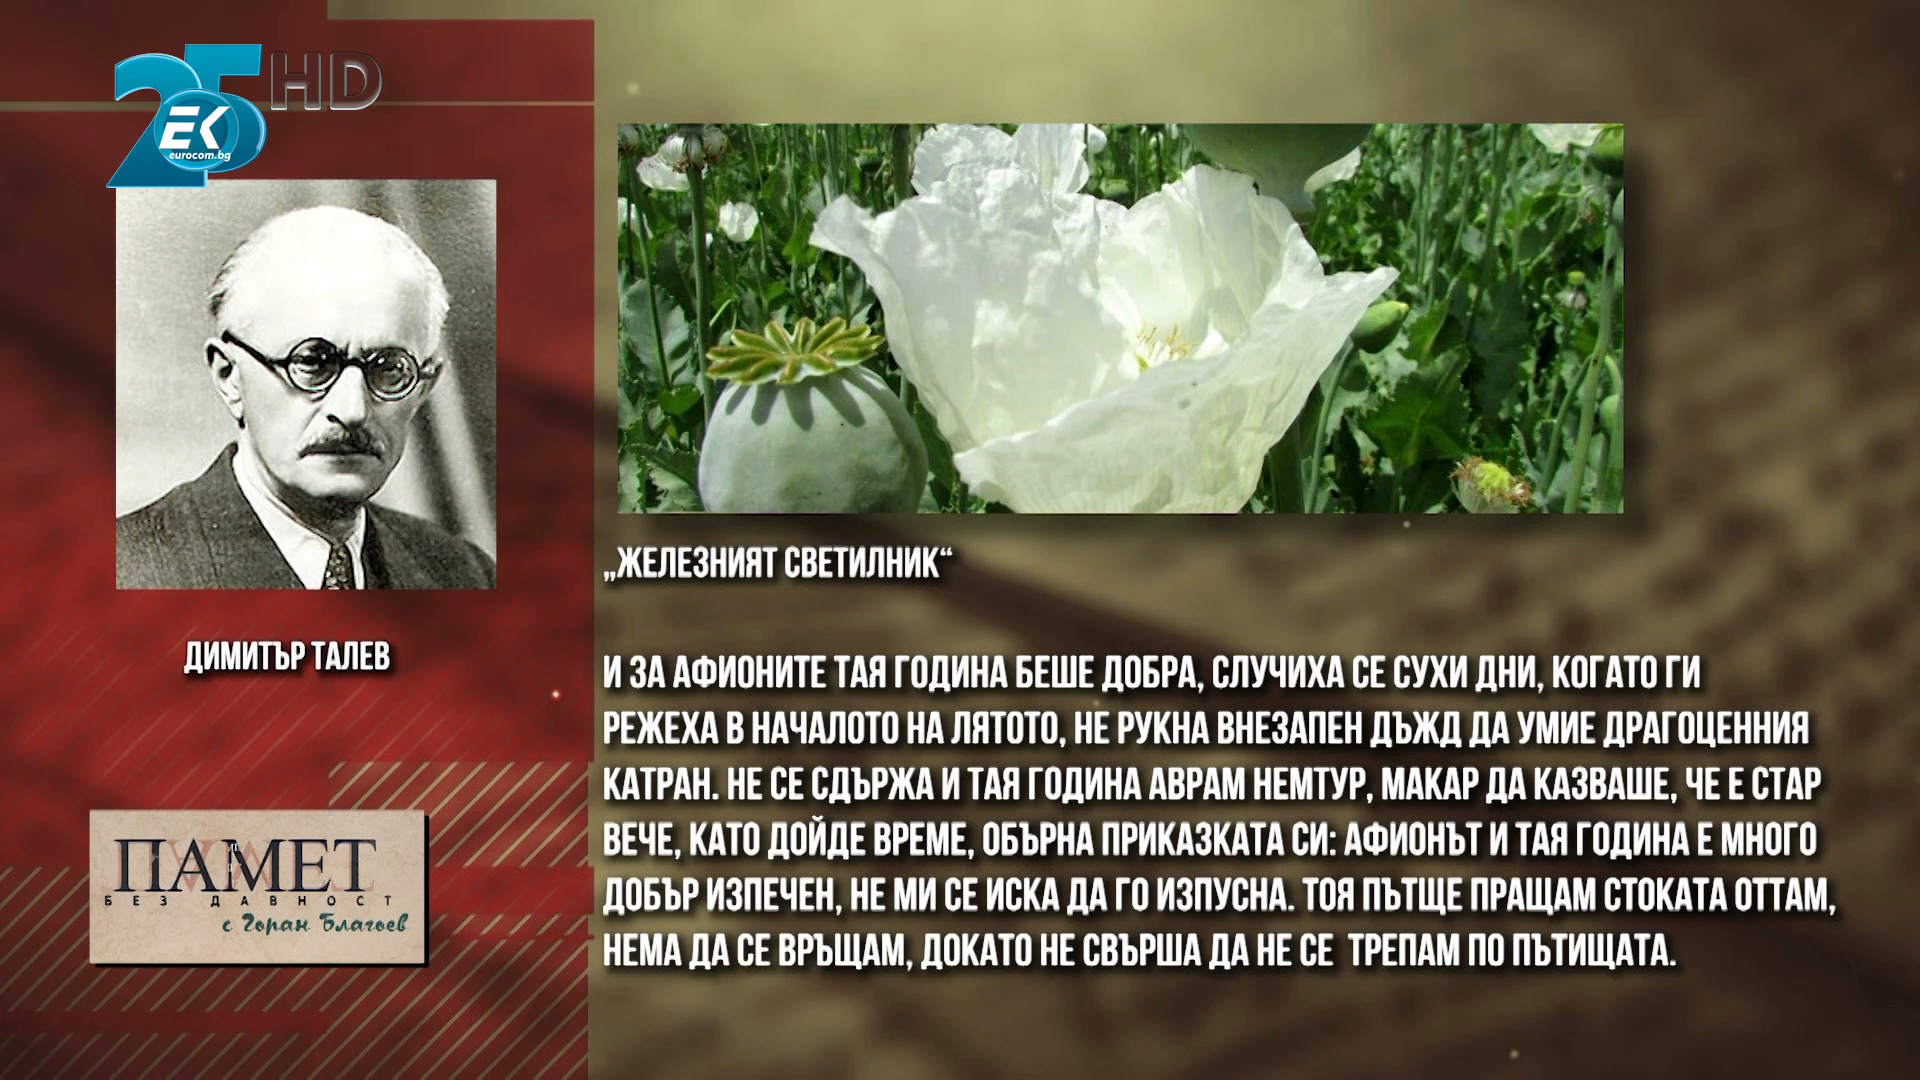 25 HD
EK
eurocom.bg
ДИМИТЪР ТАЛЕВ
ПАМЕТ
БЕЗ ДАВНОСТ
с Горан Благоев
„ЖЕЛЕЗНИЯТ СВЕТИЛНИК“
И ЗА АФИОНИТЕ ТАЯ ГОДИНА БЕШЕ ДОБРА, СЛУЧИХА СЕ СУХИ ДНИ, КОГАТО ГИ
РЕЖЕХА В НАЧАЛОТО НА ЛЯТОТО, НЕ РУКНА ВНЕЗАПЕН ДЪЖД ДА УМИЕ ДРАГОЦЕННИЯ
КАТРАН. НЕ СЕ СДЪРЖА И ТАЯ ГОДИНА АВРАМ НЕМТУР, МАКАР ДА КАЗВАШЕ, ЧЕ Е СТАР
ВЕЧЕ, КАТО ДОЙДЕ ВРЕМЕ, ОБЪРНА ПРИКАЗКАТА СИ: АФИОНЪТ И ТАЯ ГОДИНА Е МНОГО
ДОБЪР ИЗПЕЧЕН, НЕ МИ СЕ ИСКА ДА ГО ИЗПУСНА. ТОЯ ПЪТЩЕ ПРАЩАМ СТОКАТА ОТТАМ,
НЕМА ДА СЕ ВРЪЩАМ, ДОКАТО НЕ СВЪРША ДА НЕ СЕ ТРЕПАМ ПО ПЪТИЩАТА.